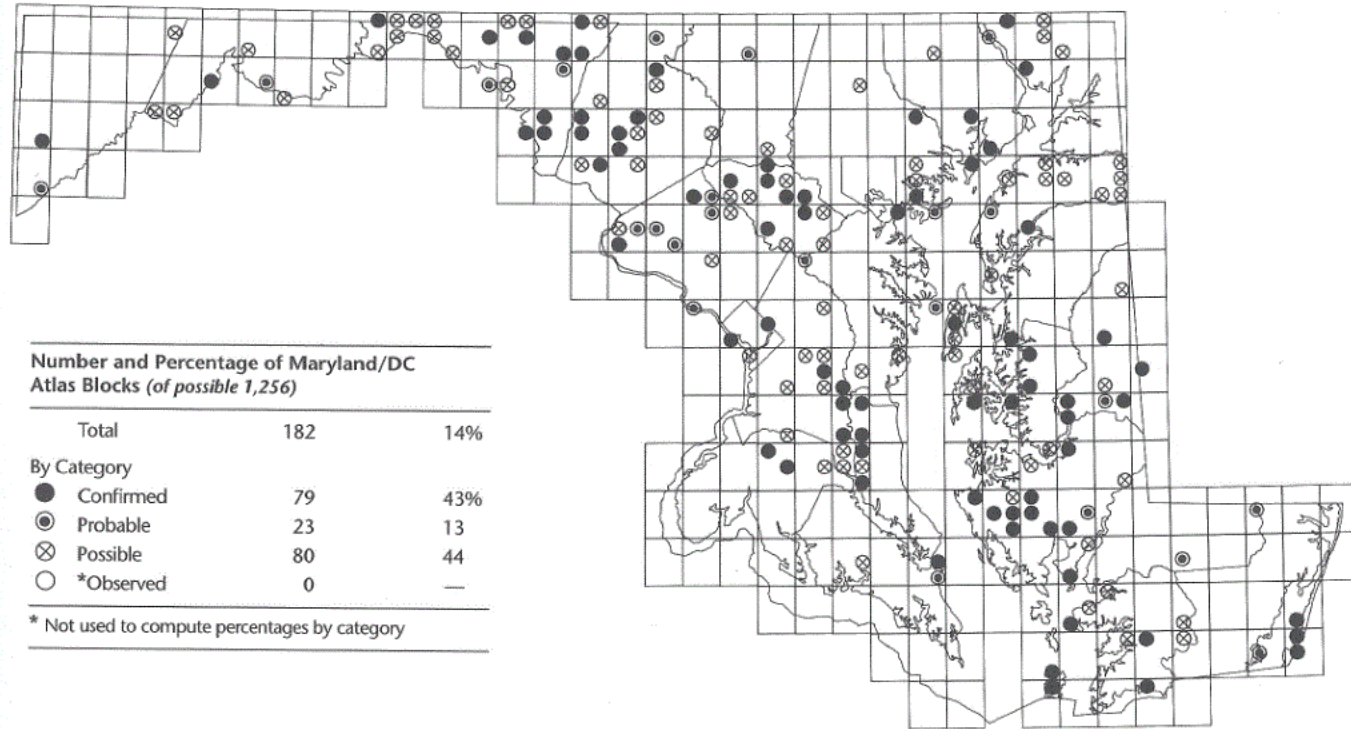 Number and Percentage of Maryland/DC
Atlas Blocks (of possible 1,256)
Total 182 14%
By Category
Confirmed 79 43%
Probable 23 13
Possible 80 44
*Observed 0 —
* Not used to compute percentages by category